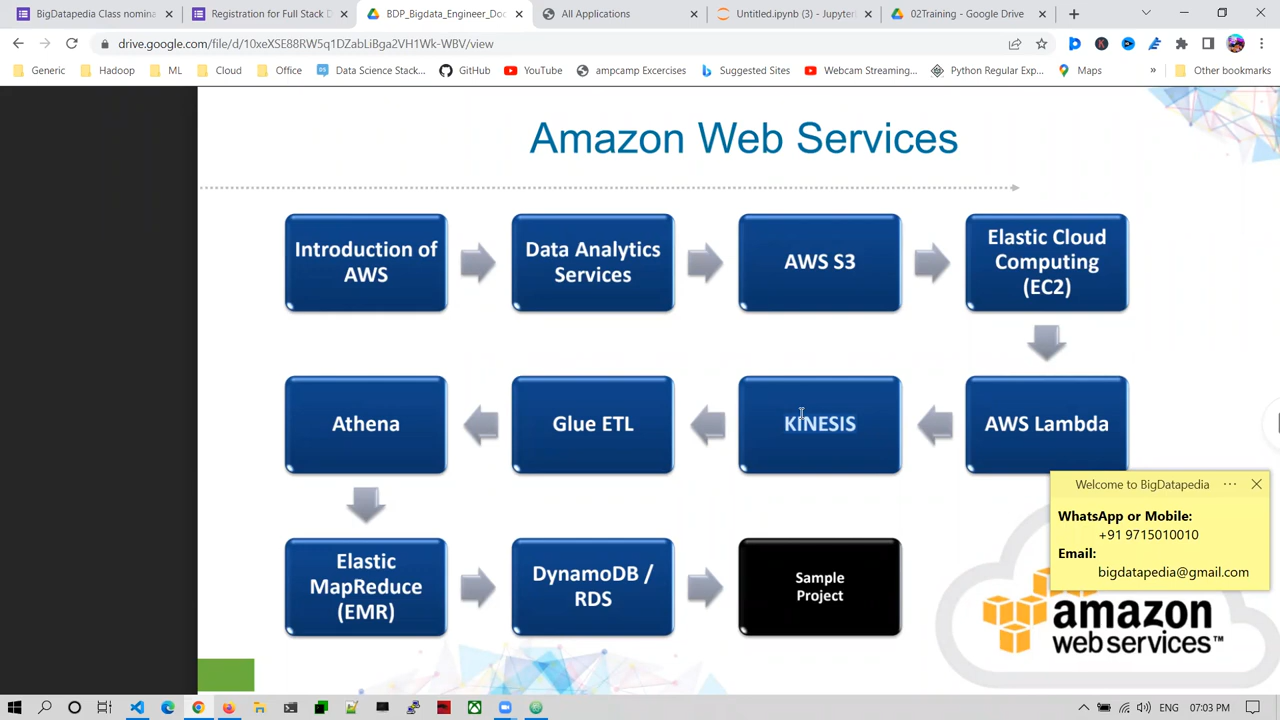 BigDatapedia Class nomina
Registration for Full Stack D
BDP_Bigdata_Engineer_Doc
All Applications
Untitled.ipynb (3) - Jupyterl
02Training - Google Drive
drive.google.com/file/d/10xeXSE88RW5q1DZabLiBga2VH1Wk-WBV/view
Generic
Hadoop
ML
Cloud
Office
Data Science Stack...
GitHub
YouTube
ampcamp Excercises
Suggested Sites
Webcam Streaming...
Python Regular Exp...
Maps
»
Other bookmarks
Amazon Web Services
Introduction of
AWS
Data Analytics
Services
AWS S3
Elastic Cloud
Computing
(EC2)
Athena
Glue ETL
KINESIS
AWS Lambda
Welcome to BigDatapedia
WhatsApp or Mobile:
+91 9715010010
Email:
bigdatapedia@gmail.com
Elastic
MapReduce
(EMR)
DynamoDB /
RDS
Sample
Project
amazon
web services™
ENG
07:03 PM